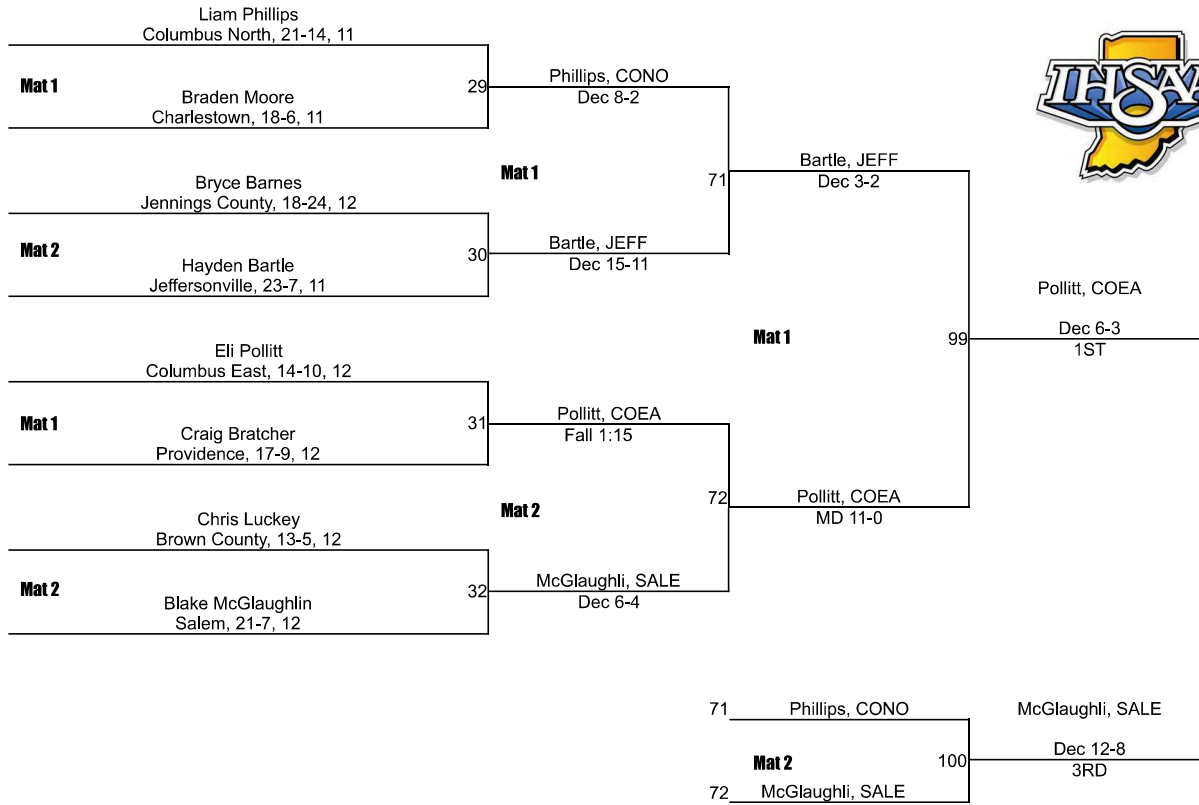 Liam Phillips
Columbus North, 21-14, 11
Mat 1
29
Braden Moore
Charlestown, 18-6, 11
Phillips, CONO
Dec 8-2
Mat 1
71
Bryce Barnes
Jennings County, 18-24, 12
Mat 2
30
Hayden Bartle
Jeffersonville, 23-7, 11
Bartle, JEFF
Dec 15-11
Bartle, JEFF
Dec 3-2
IHSAA
Mat 1
99
Pollitt, COEA
Dec 6-3
1ST
Eli Pollitt
Columbus East, 14-10, 12
Mat 1
31
Craig Bratcher
Providence, 17-9, 12
Pollitt, COEA
Fall 1:15
Mat 2
72
Pollitt, COEA
MD 11-0
Chris Luckey
Brown County, 13-5, 12
Mat 2
32
Blake McGlaughlin
Salem, 21-7, 12
McGlaughli, SALE
Dec 6-4
71
Phillips, CONO
Mat 2
100
72
McGlaughli, SALE
McGlaughli, SALE
Dec 12-8
3RD